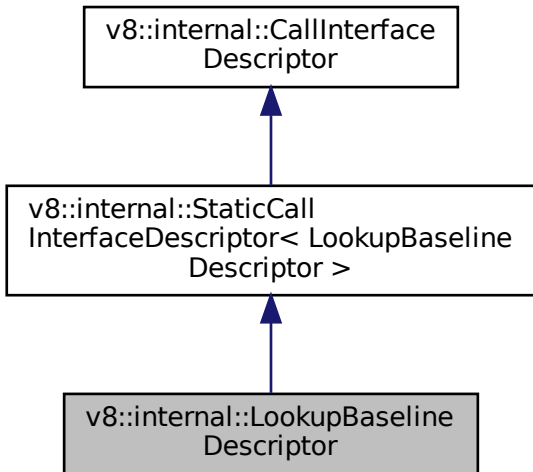 v8::internal::CallInterface
Descriptor
v8::internal::StaticCall
InterfaceDescriptor< LookupBaseline
Descriptor >
v8::internal::LookupBaseline
Descriptor